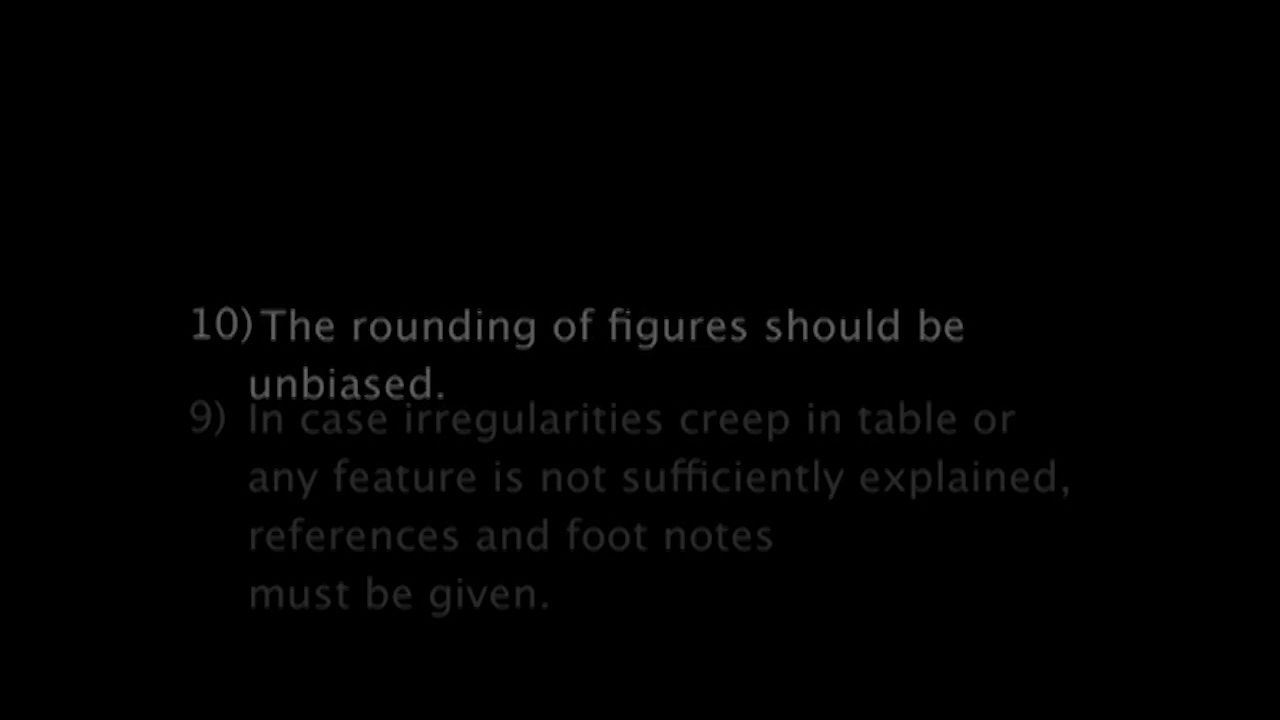 10) The rounding of figures should be
unbiased.
9) In case irregularities creep in table or
any feature is not sufficiently explained,
references and foot notes
must be given.